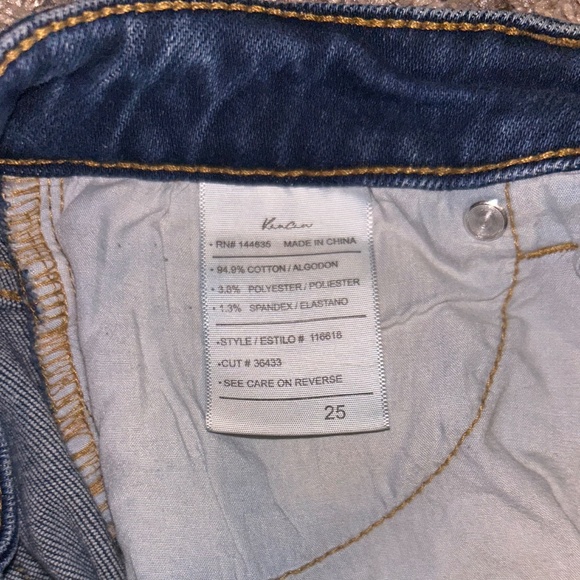 KanCan
• RN# 144635 MADE IN CHINA
• 94.9% COTTON / ALGODON
• 3.8% POLYESTER / POLIESTER
• 1.3% SPANDEX / ELASTANO
•STYLE / ESTILO # 116618
•CUT # 36433
• SEE CARE ON REVERSE
25